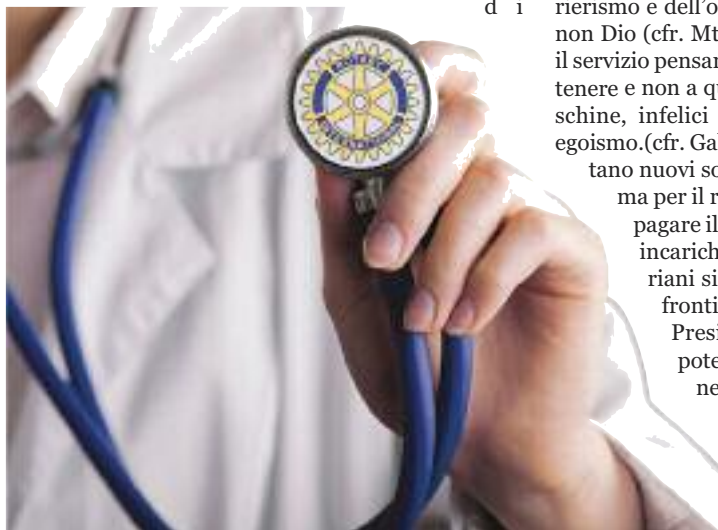 d i
rierismo e dell’o
non Dio (cfr. Mt
il servizio pensar
tenere e non a qu
schine, infelici
egoismo.(cfr. Ga
tano nuovi so
ma per il r
pagare il
incarich
riani si
fronti
Presi
pote
ne